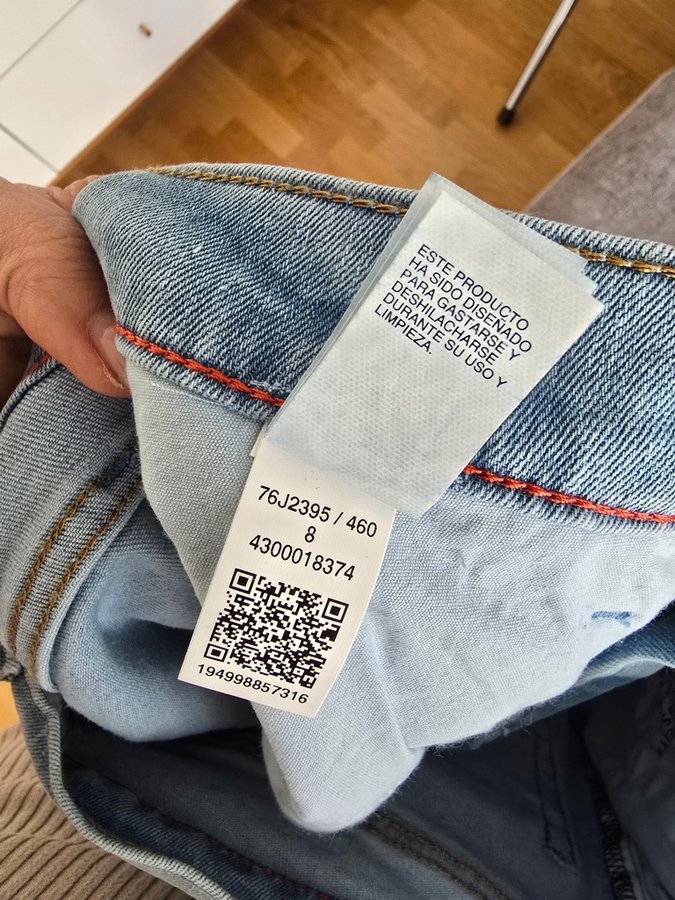 ESTE PRODUCTO
HA SIDO DISEÑADO
PARA GASTARSE Y
DESHILACHARSE
DURANTE SU USO Y
LIMPIEZA.
76J2395 / 460
8
4300018374
194998857316